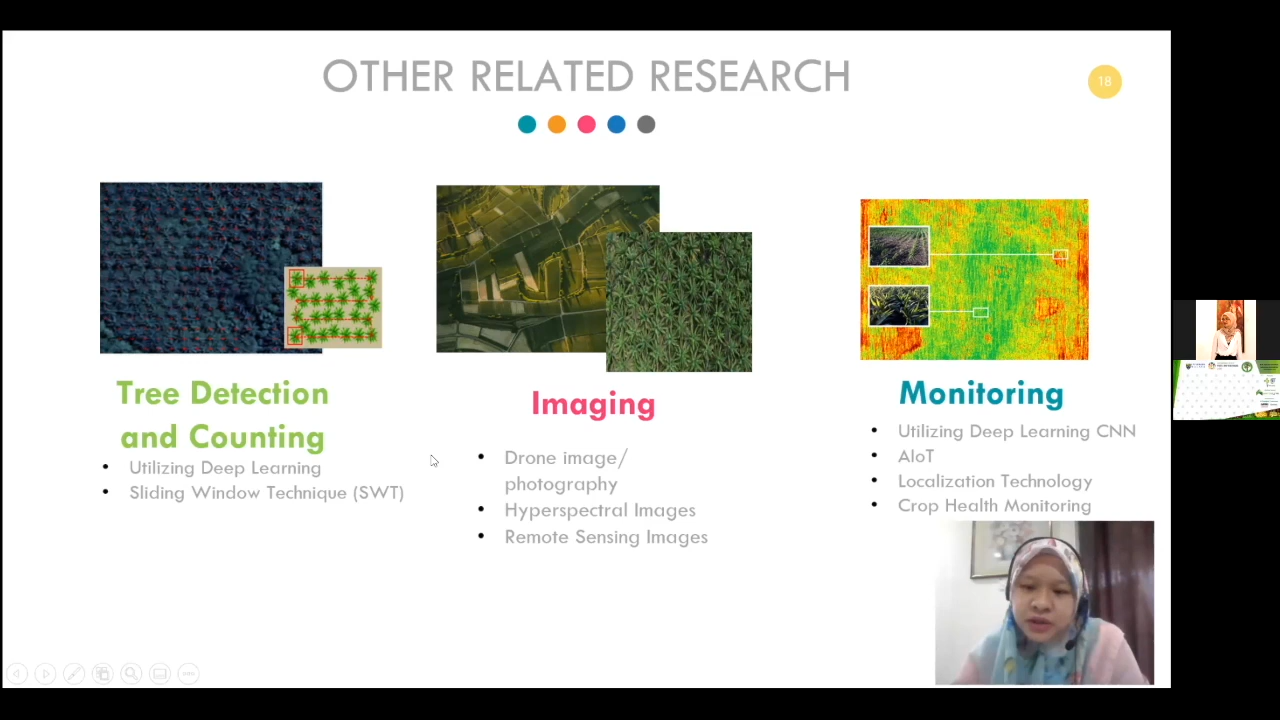 OTHER RELATED RESEARCH
18
Tree Detection
and Counting
• Utilizing Deep Learning
• Sliding Window Technique (SWT)
Imaging
• Drone image/
photography
• Hyperspectral Images
• Remote Sensing Images
Monitoring
• Utilizing Deep Learning CNN
• AIoT
• Localization Technology
• Crop Health Monitoring